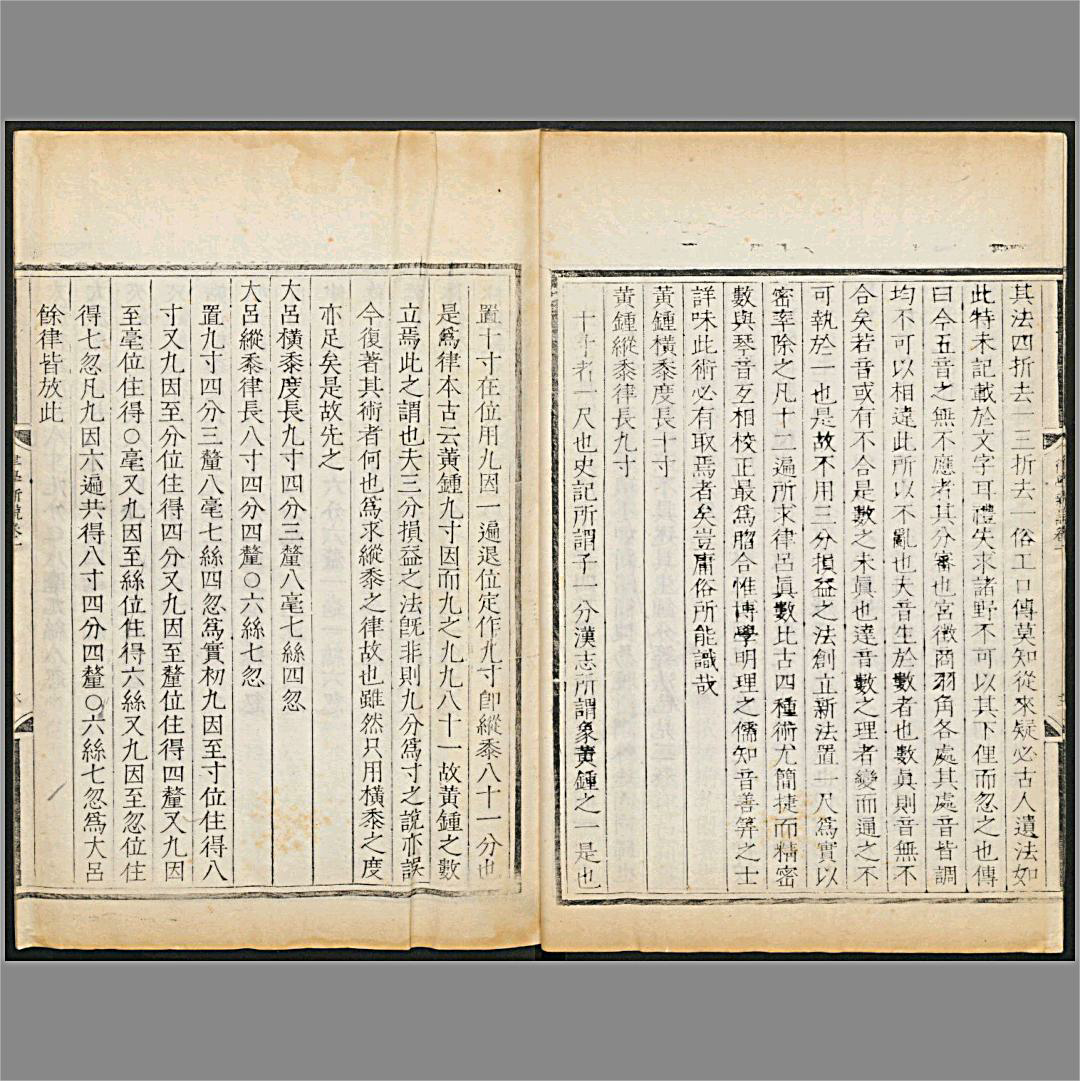 其法四折去一三折去一俗工口傳莫知從來疑必古人遺法如
此特未記載於文字耳禮失求諸野不可以其下俚而忽之也傳
曰今五音之無不應者其分審也宮徵商羽角各處其處音皆調
均不可以相違此所以不亂也夫音生於數者也數眞則音無不
合矣若音或有不合是數之未眞也達音數之理者變而通之不
可執於一也是故不用三分損益之法創立新法置一尺爲實以
密率除之凡十二遍所求律呂眞數比古四種術尤簡捷而精密
數與琴音互相校正最爲脗合惟博學明理之儒知音善筭之士
詳味此術必有取焉者矣豈庸俗所能識哉
黃鍾橫黍度長十寸
黃鍾縱黍律長九寸
十寸者一尺也史記所謂子一分漢志所謂象黃鍾之一是也
置十寸在位用九因一遍退位定作九寸卽縱黍八十一分也
是爲律本古云黃鍾九寸因而九之九九八十一故黃鍾之數
立焉此之謂也夫三分損益之法旣非則九分爲寸之說亦誤
今復著其術者何也爲求縱黍之律故也雖然只用橫黍之度
亦足矣是故先之
大呂橫黍度長九寸四分三釐八毫七絲四忽
大呂縱黍律長八寸四分四釐〇六絲七忽
置九寸四分三釐八毫七絲四忽爲實初九因至寸位住得八
寸又九因至分位住得四分又九因至釐位住得四釐又九因
至毫位住得〇毫又九因至絲位住得六絲又九因至忽位住
得七忽凡九因六遍共得八寸四分四釐〇六絲七忽爲大呂
餘律皆放此
律學新說卷一
六